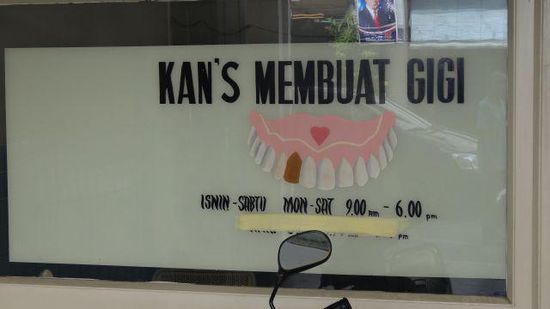 KAN'S MEMBUAT GIGI
ISNIN - SABTU MON - SAT 9.00 am - 6.00 pm